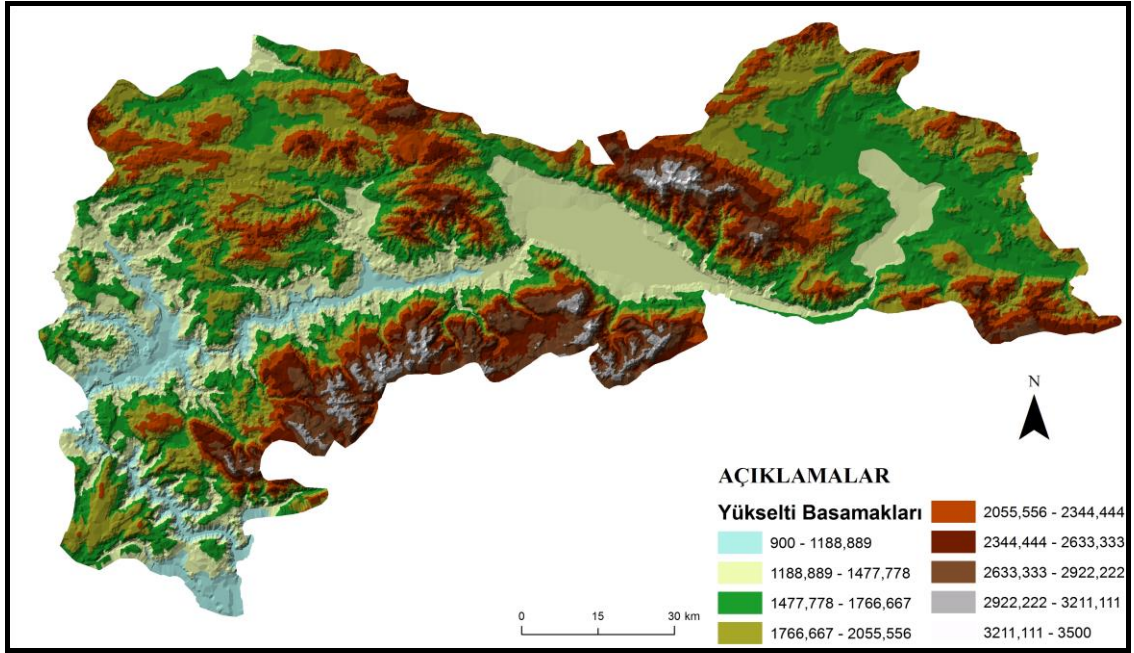 N
AÇIKLAMALAR
Yükselti Basamakları
900 - 1188,889
1188,889 - 1477,778
1477,778 - 1766,667
1766,667 - 2055,556
2055,556 - 2344,444
2344,444 - 2633,333
2633,333 - 2922,222
2922,222 - 3211,111
3211,111 - 3500
0 15 30 km